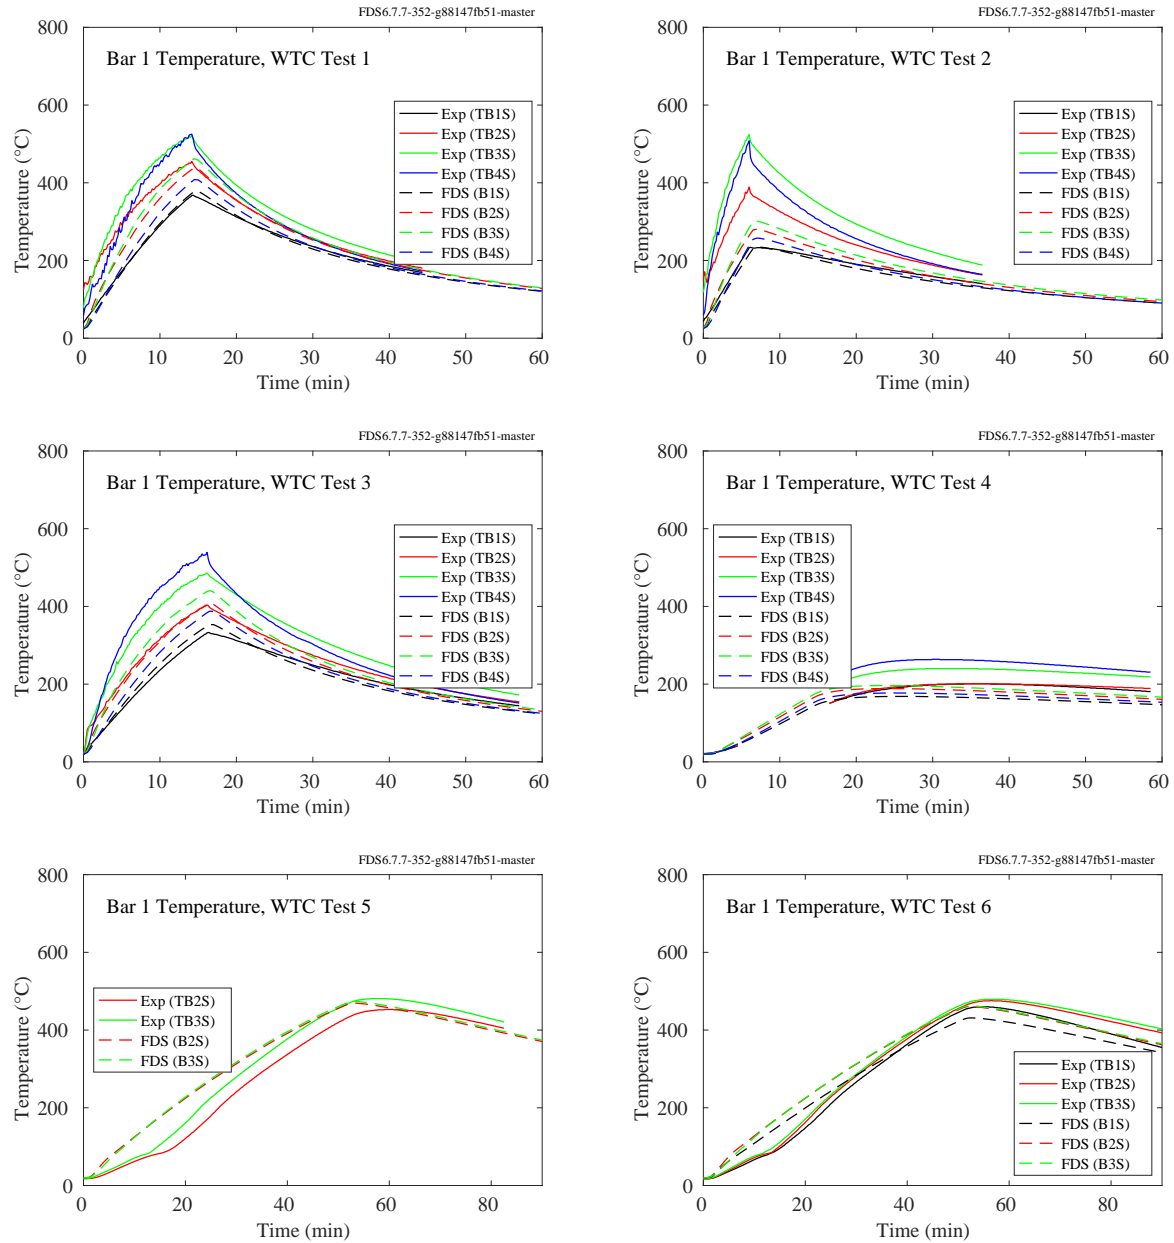 FDS6.7.7-352-g88147fb51-master
Bar 1 Temperature, WTC Test 1
Temperature (°C)
800
600
400
200
0
Exp (TB1S)
Exp (TB2S)
Exp (TB3S)
Exp (TB4S)
FDS (B1S)
FDS (B2S)
FDS (B3S)
FDS (B4S)
0 10 20 30 40 50 60
Time (min)
FDS6.7.7-352-g88147fb51-master
Bar 1 Temperature, WTC Test 2
Temperature (°C)
800
600
400
200
0
Exp (TB1S)
Exp (TB2S)
Exp (TB3S)
Exp (TB4S)
FDS (B1S)
FDS (B2S)
FDS (B3S)
FDS (B4S)
0 10 20 30 40 50 60
Time (min)
FDS6.7.7-352-g88147fb51-master
Bar 1 Temperature, WTC Test 3
Temperature (°C)
800
600
400
200
0
Exp (TB1S)
Exp (TB2S)
Exp (TB3S)
Exp (TB4S)
FDS (B1S)
FDS (B2S)
FDS (B3S)
FDS (B4S)
0 10 20 30 40 50 60
Time (min)
FDS6.7.7-352-g88147fb51-master
Bar 1 Temperature, WTC Test 4
Temperature (°C)
800
600
400
200
0
Exp (TB1S)
Exp (TB2S)
Exp (TB3S)
Exp (TB4S)
FDS (B1S)
FDS (B2S)
FDS (B3S)
FDS (B4S)
0 10 20 30 40 50 60
Time (min)
FDS6.7.7-352-g88147fb51-master
Bar 1 Temperature, WTC Test 5
Temperature (°C)
800
600
400
200
0
Exp (TB2S)
Exp (TB3S)
FDS (B2S)
FDS (B3S)
0 20 40 60 80
Time (min)
FDS6.7.7-352-g88147fb51-master
Bar 1 Temperature, WTC Test 6
Temperature (°C)
800
600
400
200
0
Exp (TB1S)
Exp (TB2S)
Exp (TB3S)
FDS (B1S)
FDS (B2S)
FDS (B3S)
0 20 40 60 80
Time (min)